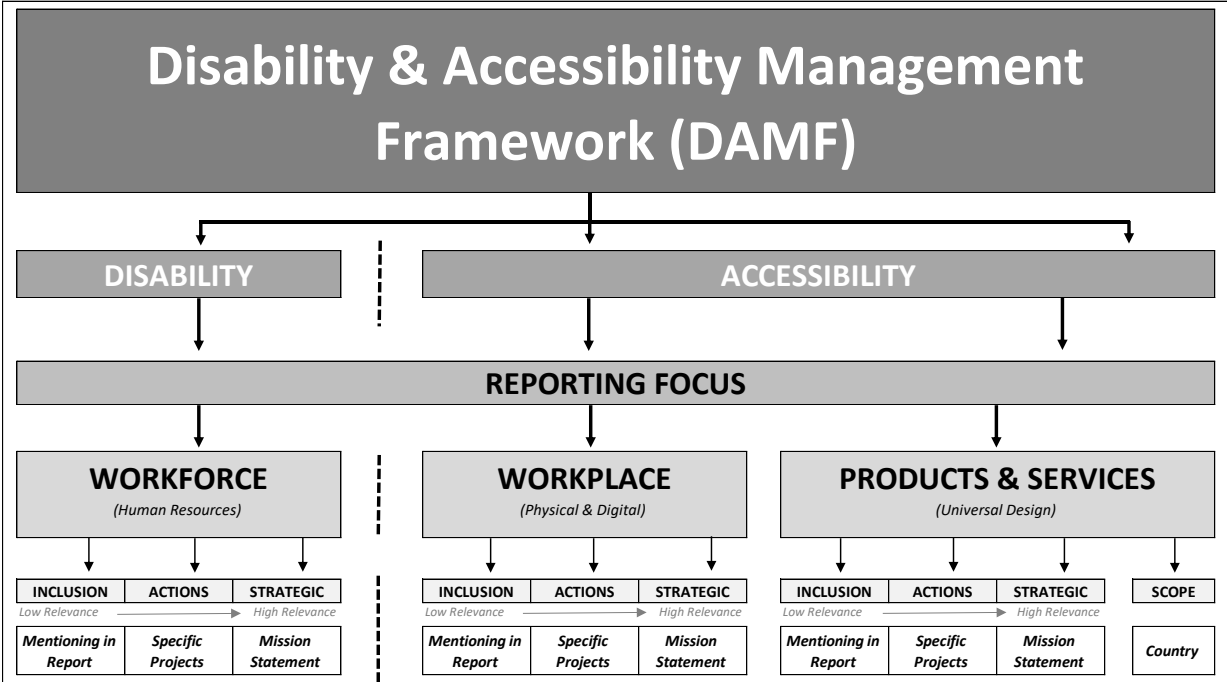 Disability & Accessibility Management
Framework (DAMF)
DISABILITY
ACCESSIBILITY
REPORTING FOCUS
WORKFORCE
(Human Resources)
WORKPLACE
(Physical & Digital)
PRODUCTS & SERVICES
(Universal Design)
INCLUSION ACTIONS STRATEGIC
INCLUSION ACTIONS STRATEGIC
INCLUSION ACTIONS STRATEGIC
SCOPE
Low Relevance High Relevance
Low Relevance High Relevance
Low Relevance High Relevance
Mentioning in
Report
Specific
Projects
Mission
Statement
Mentioning in
Report
Specific
Projects
Mission
Statement
Mentioning in
Report
Specific
Projects
Mission
Statement
Country